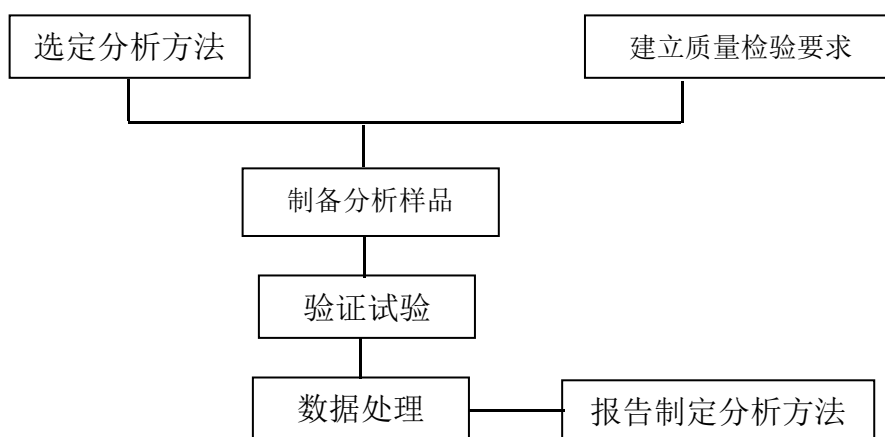 选定分析方法
建立质量检验要求
制备分析样品
验证试验
数据处理
报告制定分析方法